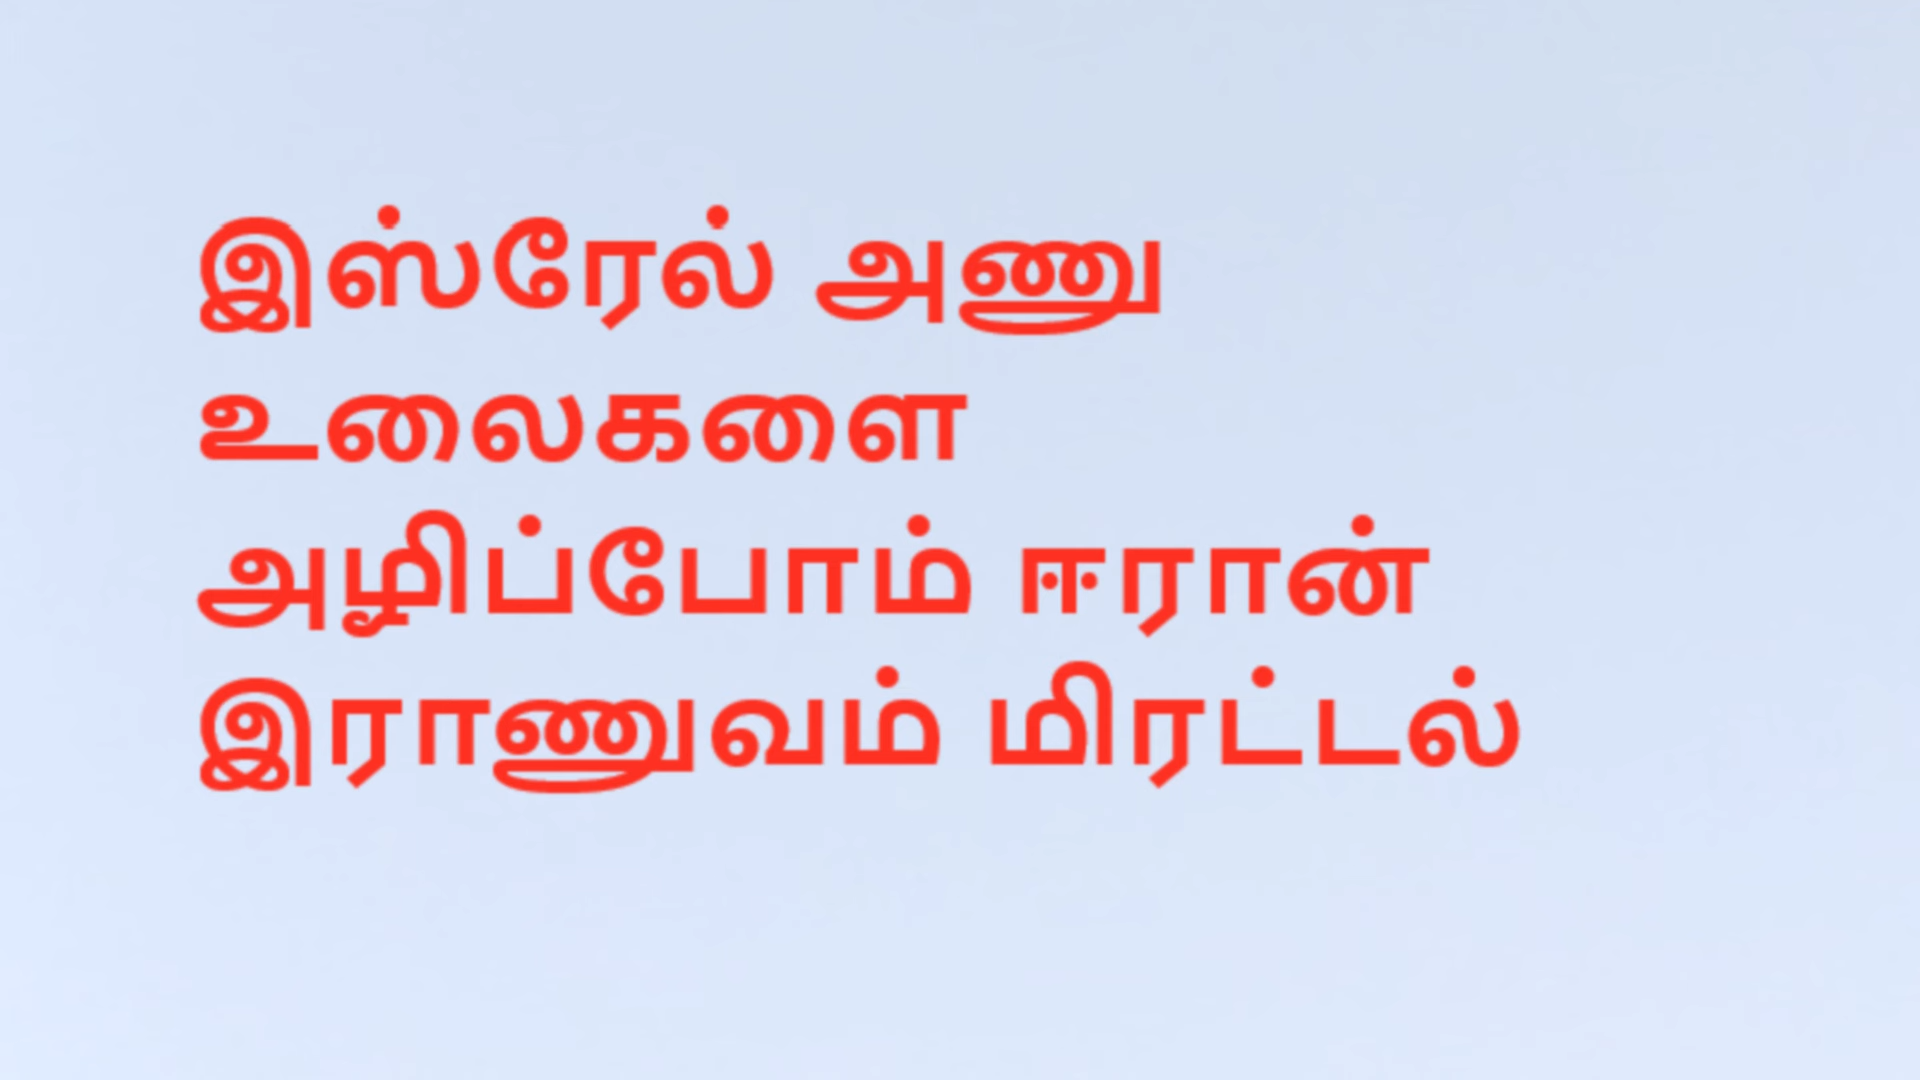 இஸ்ரேல் அணு
உலைகளை
அழிப்போம் ஈரான்
இராணுவம் மிரட்டல்